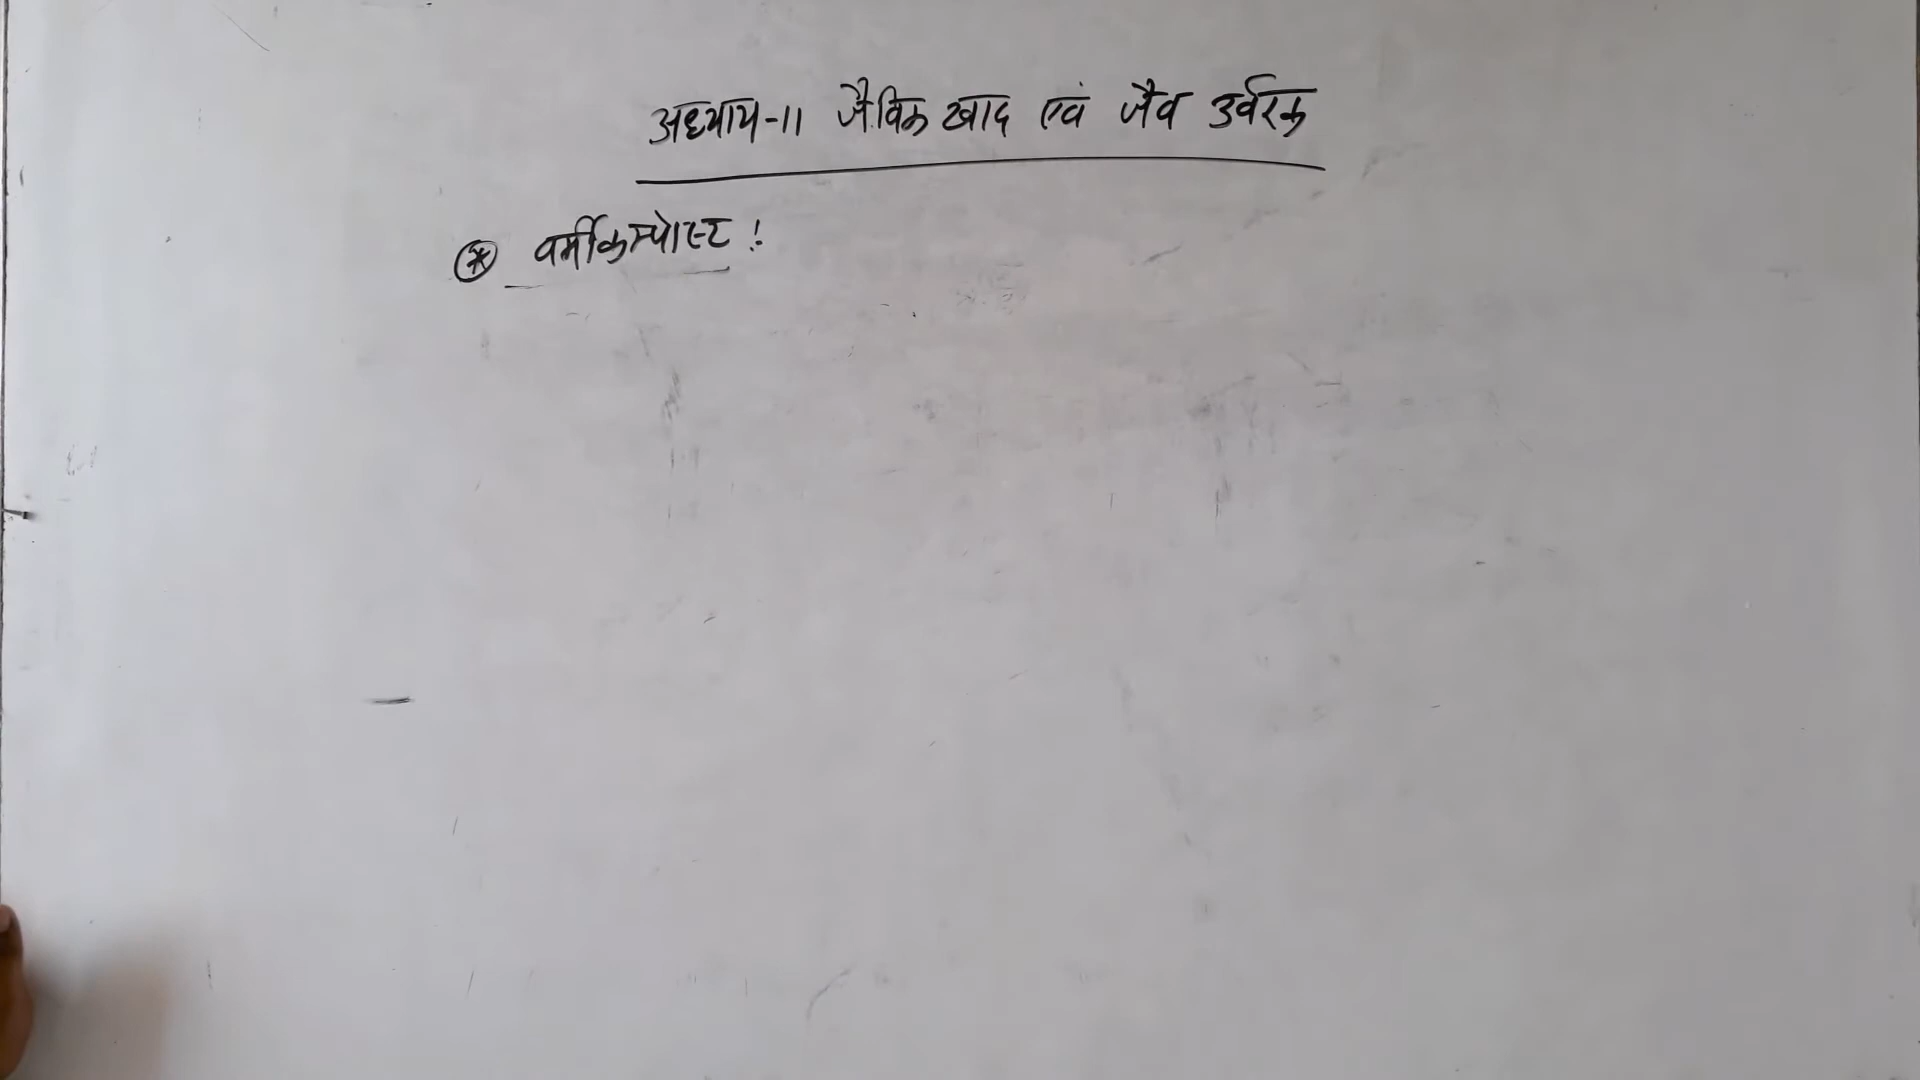 अध्याय-11 जैविक खाद एवं जैव उर्वरक
* वर्मीकम्पोस्ट :